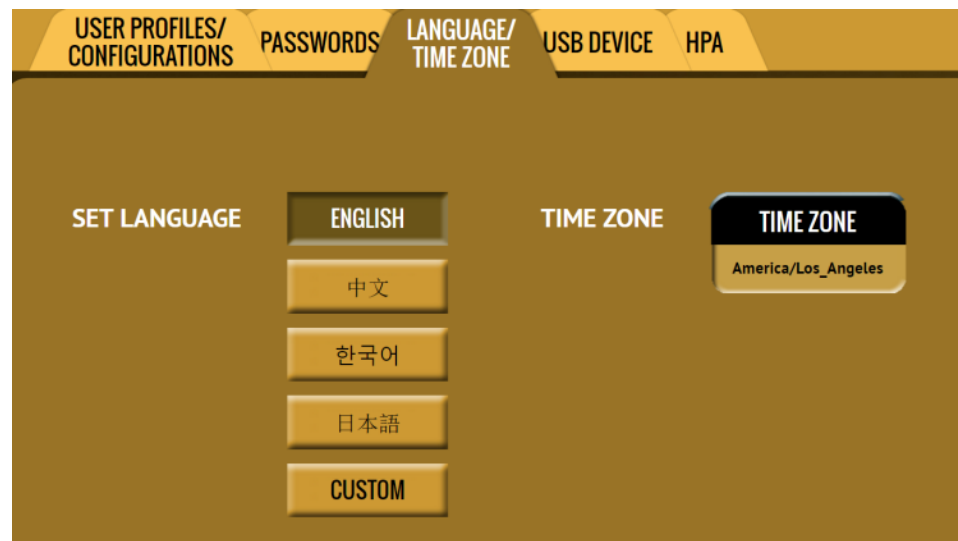 USER PROFILES/
CONFIGURATIONS
PASSWORDS
LANGUAGE/
TIME ZONE
USB DEVICE
HPA
SET LANGUAGE
ENGLISH
中文
한국어
日本語
CUSTOM
TIME ZONE
TIME ZONE
America/Los_Angeles